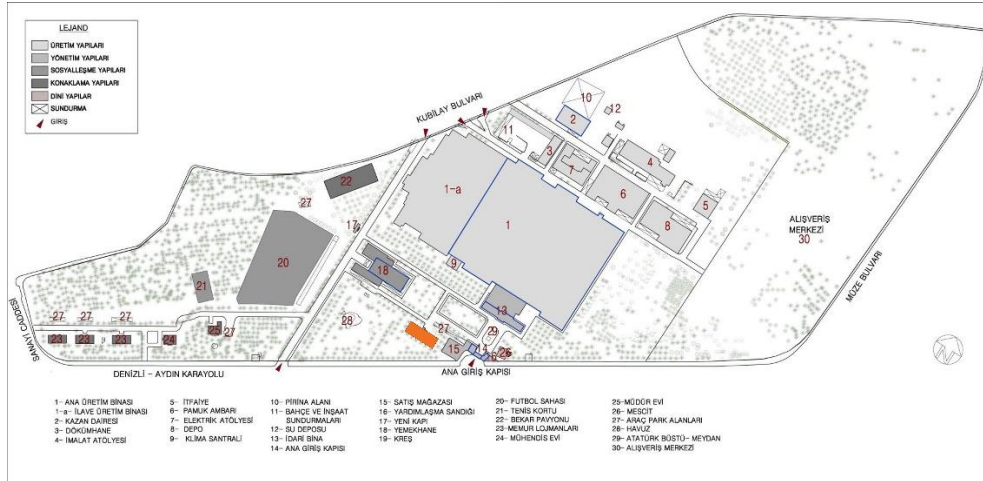 LEJAND
ÜRETİM YAPILARI
YÖNETİM YAPILARI
SOSYALLEŞME YAPILARI
KONAKLAMA YAPILARI
DİNİ YAPILAR
SUNDURMA
GİRİŞ
KUBİLAY BULVARI
10
12
2
11
3
7
4
1-a
6
5
22
27
1
8
17
ALIŞVERİŞ
MERKEZİ
30
20
18
9
21
13
MÜZE BULVARI
SANAYİ CADDESİ
27
27
27
28
27
29
23
23
23
24
25
27
15
14
26
DENİZLİ - AYDIN KARAYOLU
ANA GİRİŞ KAPISI
1- ANA ÜRETİM BİNASI
1-a- İLAVE ÜRETİM BİNASI
2- KAZAN DAİRESİ
3- DÖKÜMHANE
4- İMALAT ATÖLYESİ
5- İTFAİYE
6- PAMUK AMBARI
7- ELEKTRİK ATÖLYESİ
8- DEPO
9- KLİMA SANTRALİ
10- PİRİNA ALANI
11- BAHÇE VE İNŞAAT
SUNDURMALARI
12- SU DEPOSU
13- İDARİ BİNA
14- ANA GİRİŞ KAPISI
15- SATIŞ MAĞAZASI
16- YARDIMLAŞMA SANDIĞI
17- YENİ KAPI
18- YEMEKHANE
19- KREŞ
20- FUTBOL SAHASI
21- TENİS KORTU
22- BEKAR PAVYONU
23-MEMUR LOJMANLARI
24- MÜHENDİS EVİ
25-MÜDÜR EVİ
26- MESCİT
27-ARAÇ PARK ALANLARI
28- HAVUZ
29-ATATÜRK BÜSTÜ- MEYDAN
30-ALIŞVERİŞ MERKEZİ